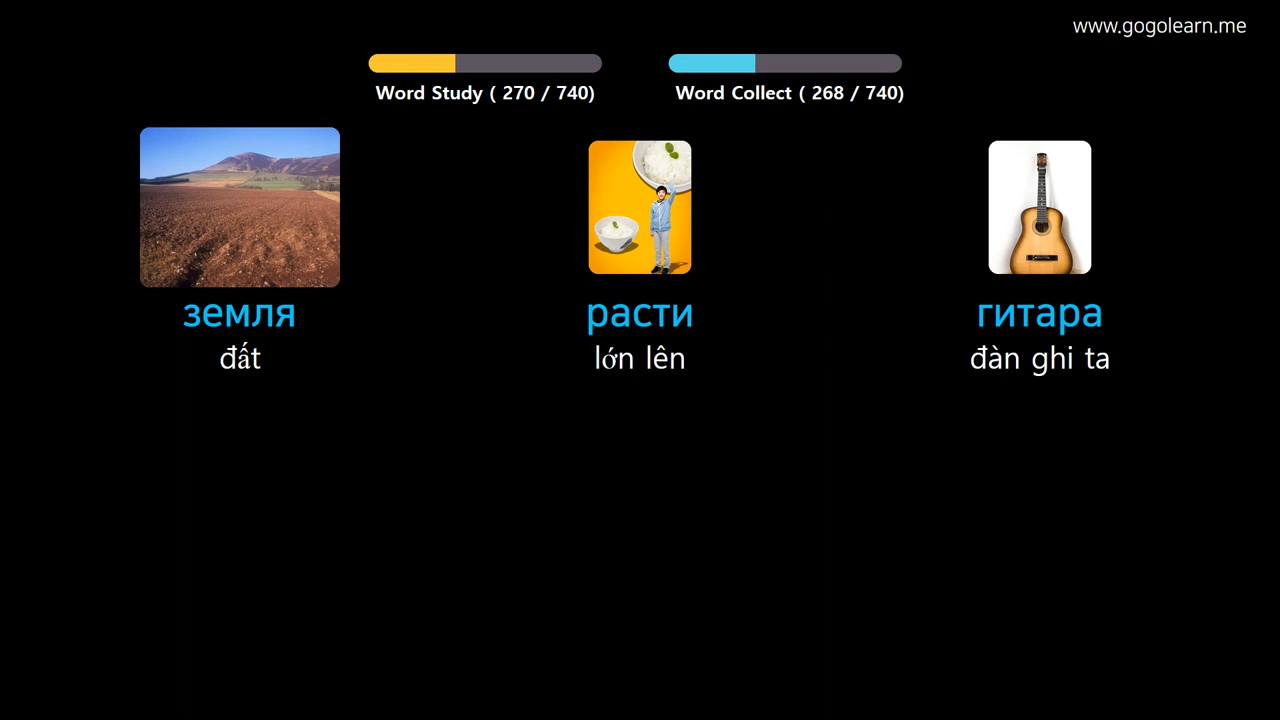 www.gogolearn.me
Word Study ( 270 / 740)
Word Collect ( 268 / 740)
земля
đất
расти
lớn lên
гитара
đàn ghi ta